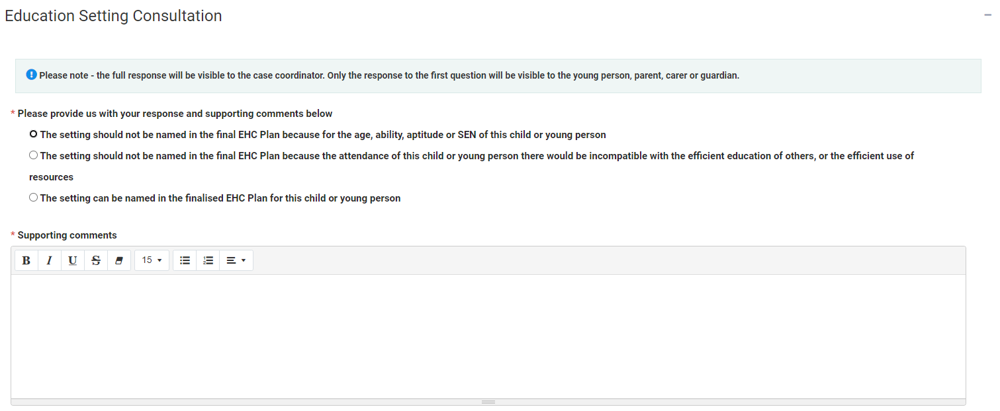 Education Setting Consultation
Please note - the full response will be visible to the case coordinator. Only the response to the first question will be visible to the young person, parent, carer or guardian.
* Please provide us with your response and supporting comments below
The setting should not be named in the final EHC Plan because for the age, ability, aptitude or SEN of this child or young person
The setting should not be named in the final EHC Plan because the attendance of this child or young person there would be incompatible with the efficient education of others, or the efficient use of
resources
The setting can be named in the finalised EHC Plan for this child or young person
* Supporting comments
B I U S 15